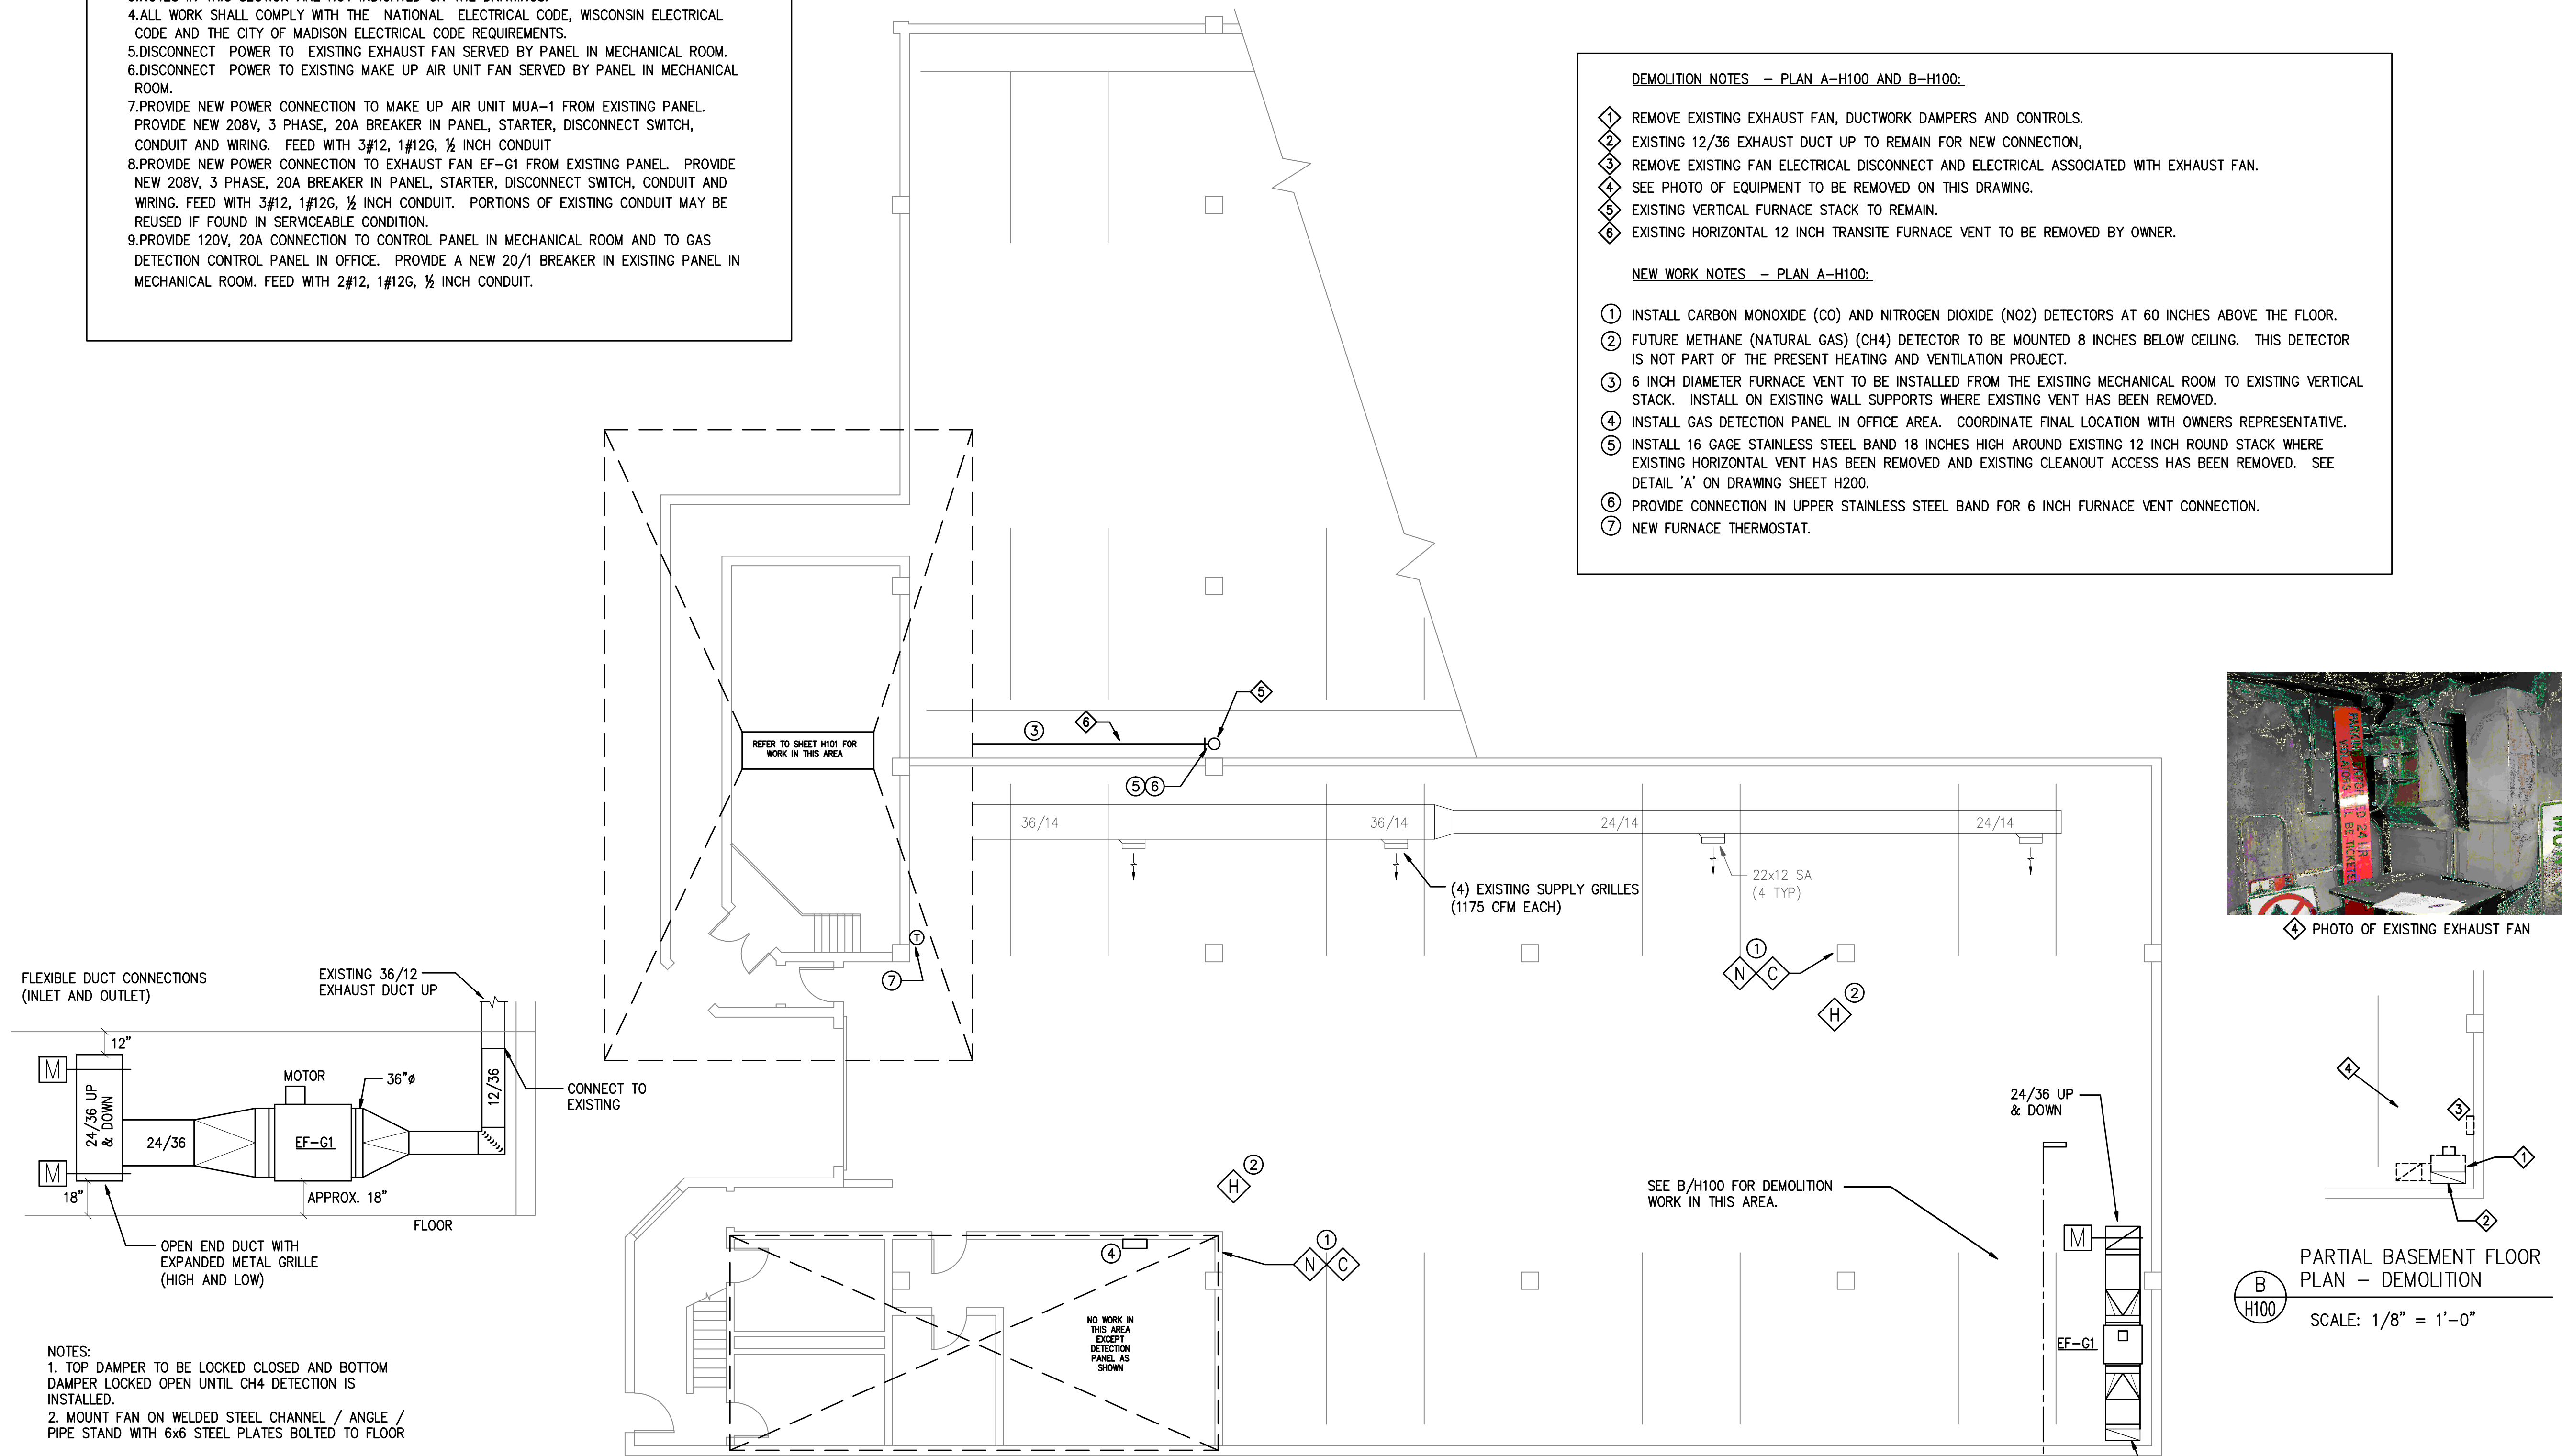 4.ALL WORK SHALL COMPLY WITH THE NATIONAL ELECTRICAL CODE, WISCONSIN ELECTRICAL
CODE AND THE CITY OF MADISON ELECTRICAL CODE REQUIREMENTS.
5.DISCONNECT POWER TO EXISTING EXHAUST FAN SERVED BY PANEL IN MECHANICAL ROOM.
6.DISCONNECT POWER TO EXISTING MAKE UP AIR UNIT FAN SERVED BY PANEL IN MECHANICAL
ROOM.
7.PROVIDE NEW POWER CONNECTION TO MAKE UP AIR UNIT MUA-1 FROM EXISTING PANEL.
PROVIDE NEW 208V, 3 PHASE, 20A BREAKER IN PANEL, STARTER, DISCONNECT SWITCH,
CONDUIT AND WIRING. FEED WITH 3#12, 1#12G, ½ INCH CONDUIT
8.PROVIDE NEW POWER CONNECTION TO EXHAUST FAN EF-G1 FROM EXISTING PANEL. PROVIDE
NEW 208V, 3 PHASE, 20A BREAKER IN PANEL, STARTER, DISCONNECT SWITCH, CONDUIT AND
WIRING. FEED WITH 3#12, 1#12G, ½ INCH CONDUIT. PORTIONS OF EXISTING CONDUIT MAY BE
REUSED IF FOUND IN SERVICEABLE CONDITION.
9.PROVIDE 120V, 20A CONNECTION TO CONTROL PANEL IN MECHANICAL ROOM AND TO GAS
DETECTION CONTROL PANEL IN OFFICE. PROVIDE A NEW 20/1 BREAKER IN EXISTING PANEL IN
MECHANICAL ROOM. FEED WITH 2#12, 1#12G, ½ INCH CONDUIT.
DEMOLITION NOTES - PLAN A-H100 AND B-H100:
1 REMOVE EXISTING EXHAUST FAN, DUCTWORK DAMPERS AND CONTROLS.
2 EXISTING 12/36 EXHAUST DUCT UP TO REMAIN FOR NEW CONNECTION,
3 REMOVE EXISTING FAN ELECTRICAL DISCONNECT AND ELECTRICAL ASSOCIATED WITH EXHAUST FAN.
4 SEE PHOTO OF EQUIPMENT TO BE REMOVED ON THIS DRAWING.
5 EXISTING VERTICAL FURNACE STACK TO REMAIN.
6 EXISTING HORIZONTAL 12 INCH TRANSITE FURNACE VENT TO BE REMOVED BY OWNER.
NEW WORK NOTES - PLAN A-H100:
1 INSTALL CARBON MONOXIDE (CO) AND NITROGEN DIOXIDE (NO2) DETECTORS AT 60 INCHES ABOVE THE FLOOR.
2 FUTURE METHANE (NATURAL GAS) (CH4) DETECTOR TO BE MOUNTED 8 INCHES BELOW CEILING. THIS DETECTOR
IS NOT PART OF THE PRESENT HEATING AND VENTILATION PROJECT.
3 6 INCH DIAMETER FURNACE VENT TO BE INSTALLED FROM THE EXISTING MECHANICAL ROOM TO EXISTING VERTICAL
STACK. INSTALL ON EXISTING WALL SUPPORTS WHERE EXISTING VENT HAS BEEN REMOVED.
4 INSTALL GAS DETECTION PANEL IN OFFICE AREA. COORDINATE FINAL LOCATION WITH OWNERS REPRESENTATIVE.
5 INSTALL 16 GAGE STAINLESS STEEL BAND 18 INCHES HIGH AROUND EXISTING 12 INCH ROUND STACK WHERE
EXISTING HORIZONTAL VENT HAS BEEN REMOVED AND EXISTING CLEANOUT ACCESS HAS BEEN REMOVED. SEE
DETAIL 'A' ON DRAWING SHEET H200.
6 PROVIDE CONNECTION IN UPPER STAINLESS STEEL BAND FOR 6 INCH FURNACE VENT CONNECTION.
7 NEW FURNACE THERMOSTAT.
5
6
3
REFER TO SHEET H101 FOR
WORK IN THIS AREA
5 6
36/14
36/14
24/14
24/14
(4) EXISTING SUPPLY GRILLES
(1175 CFM EACH)
22x12 SA
(4 TYP)
T
7
1
N C
2
H
4 PHOTO OF EXISTING EXHAUST FAN
FLEXIBLE DUCT CONNECTIONS
(INLET AND OUTLET)
EXISTING 36/12
EXHAUST DUCT UP
12"
M
MOTOR
36"ø
24/36 UP
& DOWN
24/36
EF-G1
12/36
CONNECT TO
EXISTING
M
18"
APPROX. 18"
FLOOR
OPEN END DUCT WITH
EXPANDED METAL GRILLE
(HIGH AND LOW)
NOTES:
1. TOP DAMPER TO BE LOCKED CLOSED AND BOTTOM
DAMPER LOCKED OPEN UNTIL CH4 DETECTION IS
INSTALLED.
2. MOUNT FAN ON WELDED STEEL CHANNEL / ANGLE /
PIPE STAND WITH 6x6 STEEL PLATES BOLTED TO FLOOR
2
H
1
N C
4
NO WORK IN
THIS AREA
EXCEPT
DETECTION
PANEL AS
SHOWN
SEE B/H100 FOR DEMOLITION
WORK IN THIS AREA.
24/36 UP
& DOWN
M
EF-G1
4
3
1
2
B
H100
PARTIAL BASEMENT FLOOR
PLAN - DEMOLITION
SCALE: 1/8" = 1'-0"